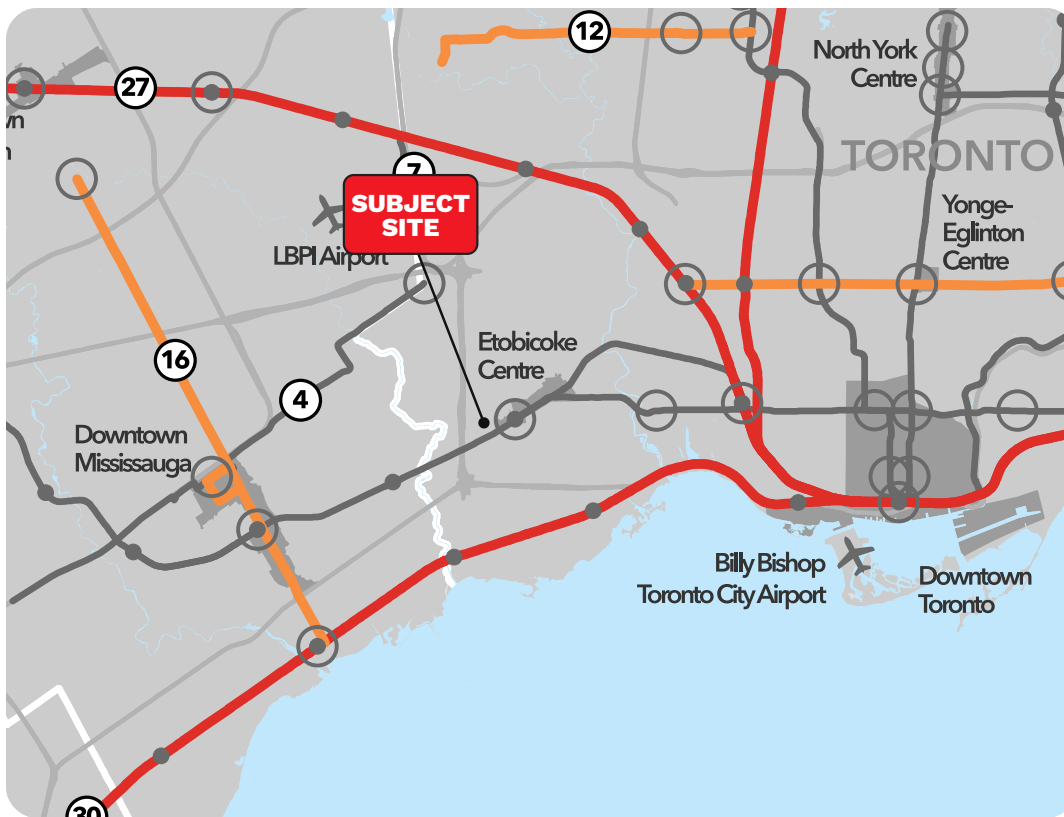 12
North York
Centre
27
wn
n
TORONTO
7
SUBJECT
SITE
Yonge-
Eglinton
Centre
LBPI Airport
Etobicoke
Centre
16
4
Downtown
Mississauga
Billy Bishop
Toronto City Airport
Downtown
Toronto
30